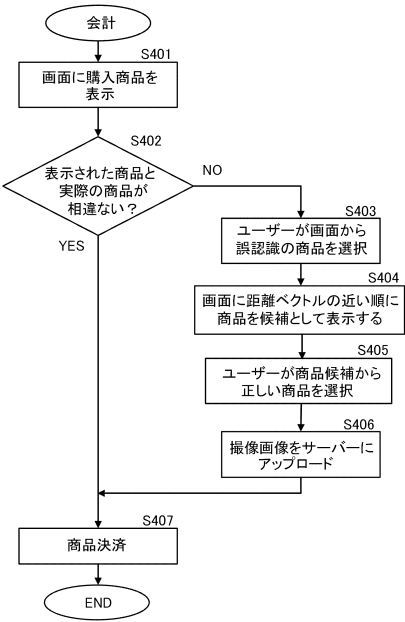 会計
S401
画面に購入商品を
表示
S402
表示された商品と
実際の商品が
相違ない？
NO
YES
S403
ユーザーが画面から
誤認識の商品を選択
S404
画面に距離ベクトルの近い順に
商品を候補として表示する
S405
ユーザーが商品候補から
正しい商品を選択
S406
撮像画像をサーバーに
アップロード
S407
商品決済
END